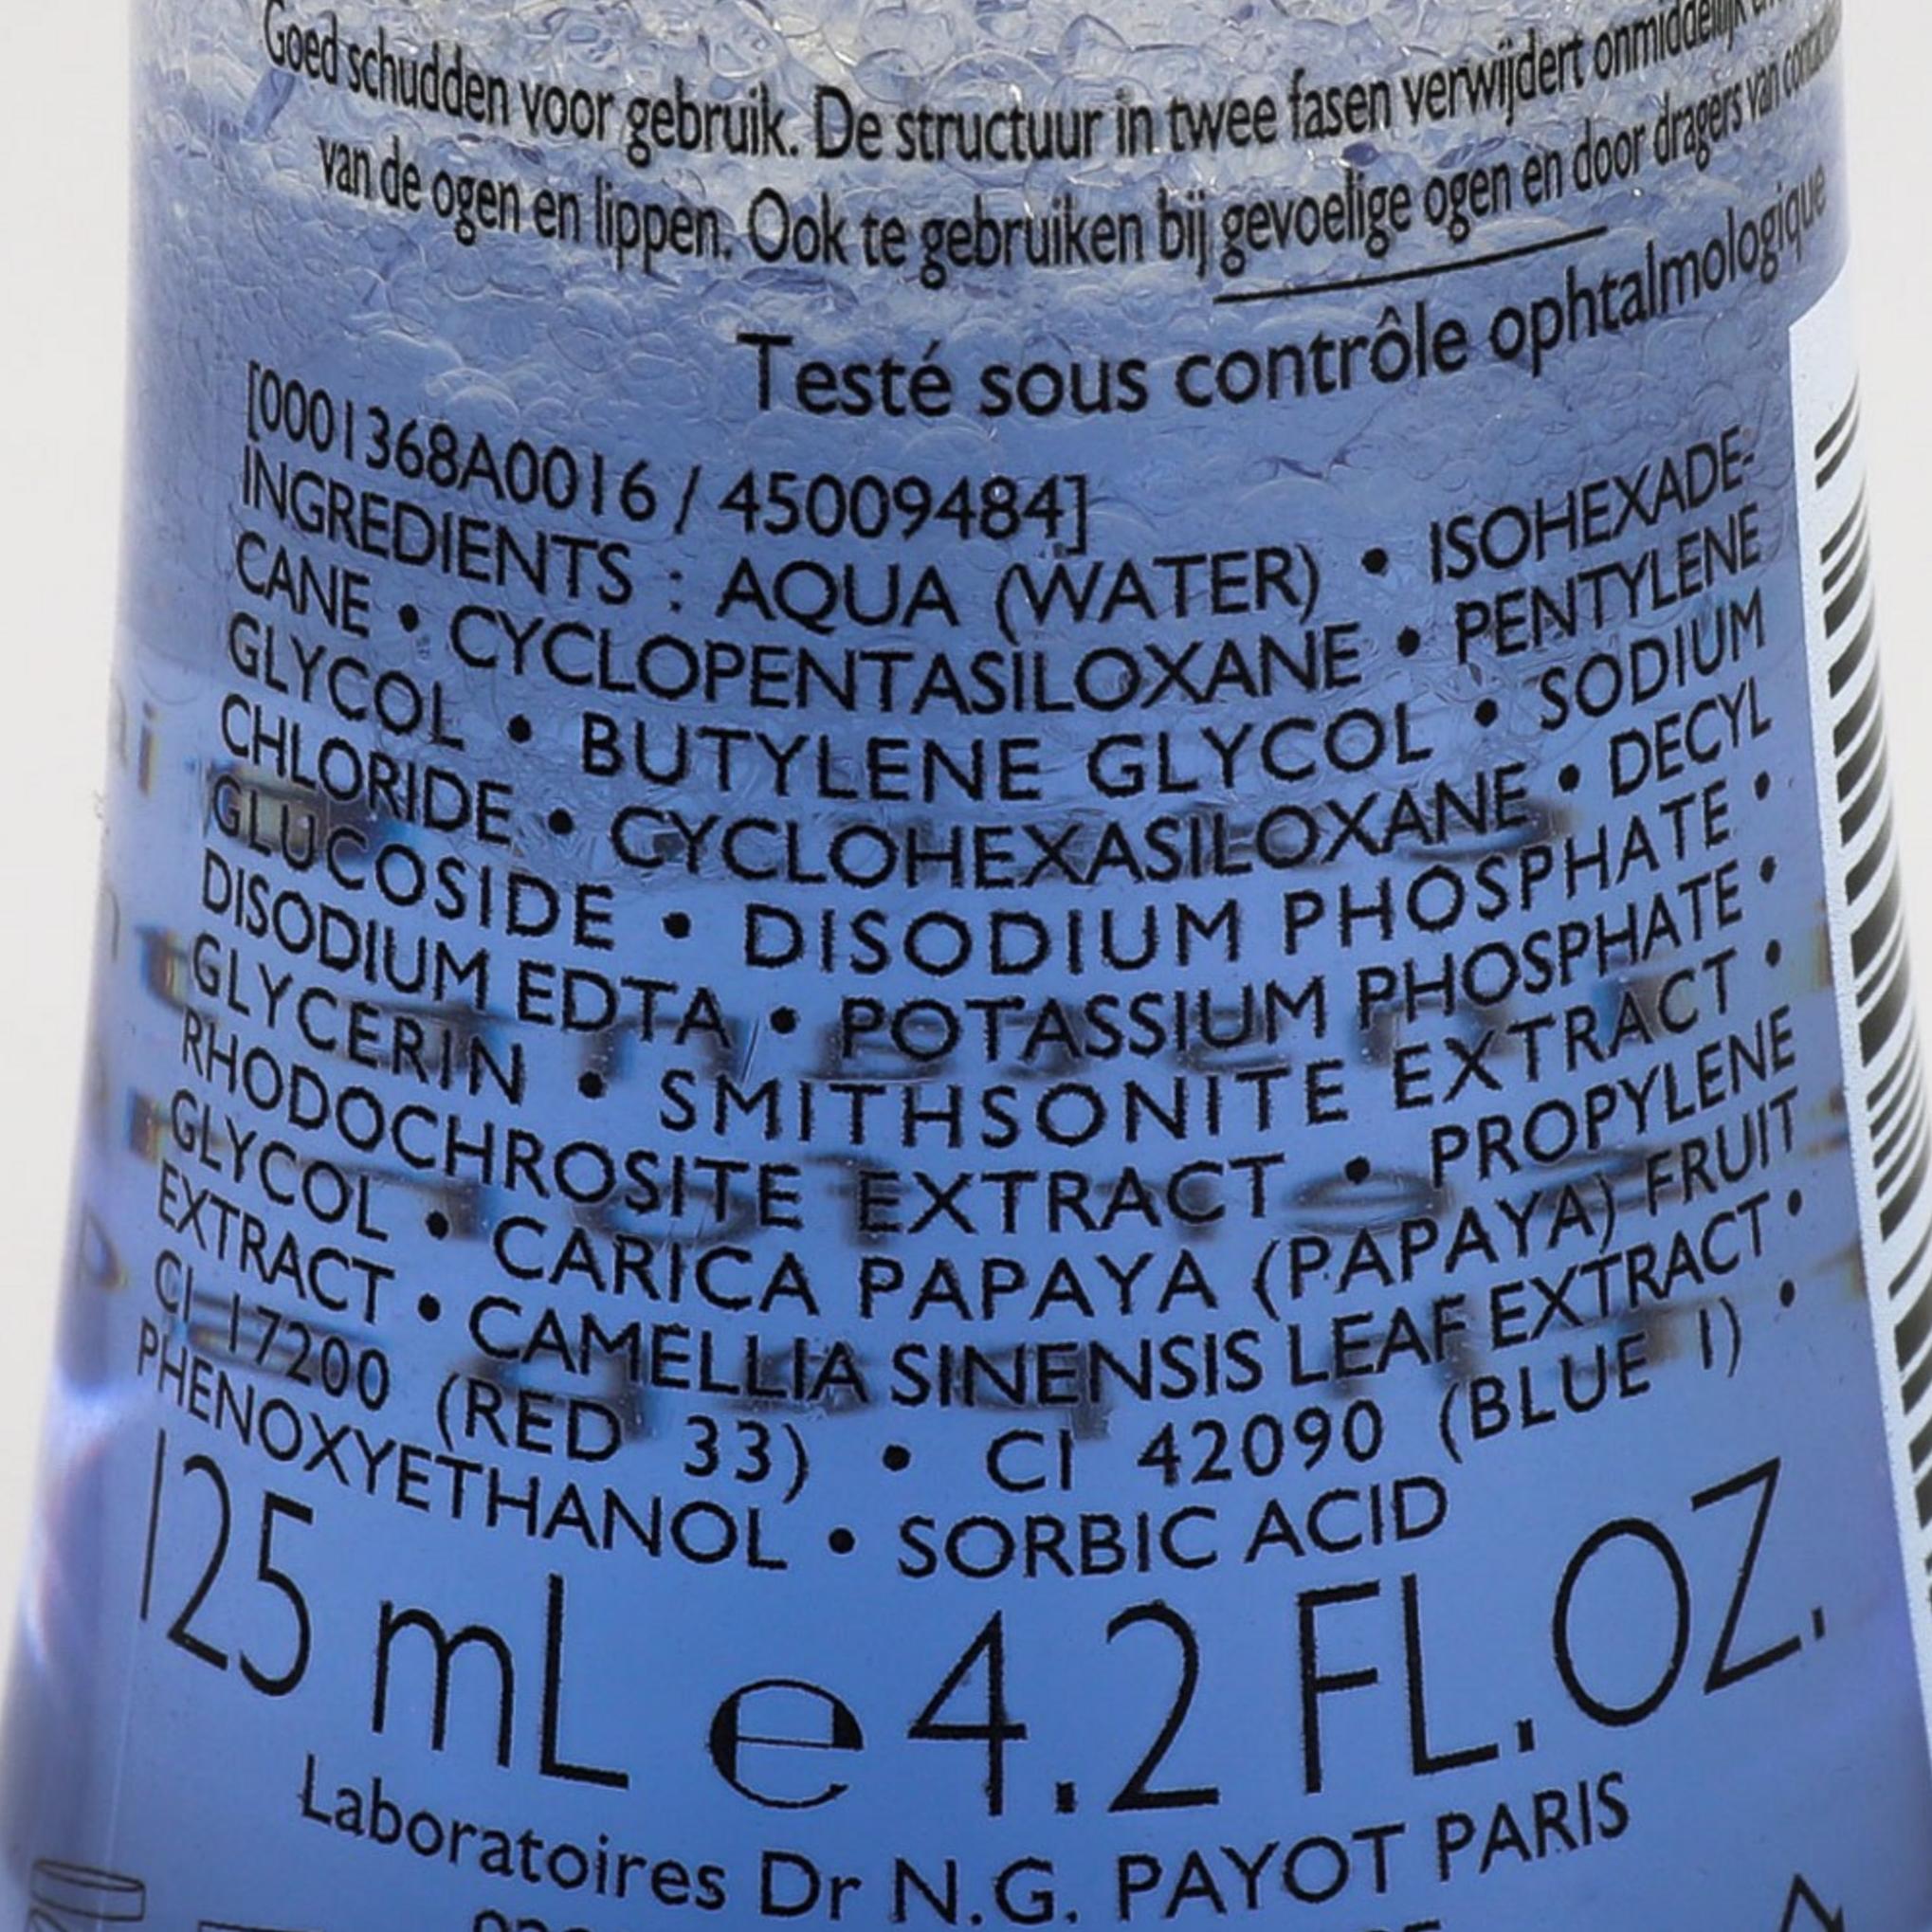 Goed schudden voor gebruik. De structuur in twee fasen verwijdert onmiddellijk
van de ogen en lippen. Ook te gebruiken bij gevoelige ogen en door dragers van
Testé sous contrôle ophtalmologique
[0001368A0016 / 45009484]
INGREDIENTS : AQUA (WATER) • ISOHEXADE-
CANE • CYCLOPENTASILOXANE • PENTYLENE
GLYCOL • BUTYLENE GLYCOL • SODIUM
CHLORIDE • CYCLOHEXASILOXANE • DECYL
GLUCOSIDE • DISODIUM PHOSPHATE •
DISODIUM EDTA • POTASSIUM PHOSPHATE •
GLYCERIN • SMITHSONITE EXTRACT •
RHODOCHROSITE EXTRACT • PROPYLENE
GLYCOL • CARICA PAPAYA (PAPAYA) FRUIT
EXTRACT • CAMELLIA SINENSIS LEAF EXTRACT •
CI 17200 (RED 33) • CI 42090 (BLUE 1) •
PHENOXYETHANOL • SORBIC ACID
125 mL e 4.2 FL.OZ.
Laboratoires Dr N.G. PAYOT PARIS